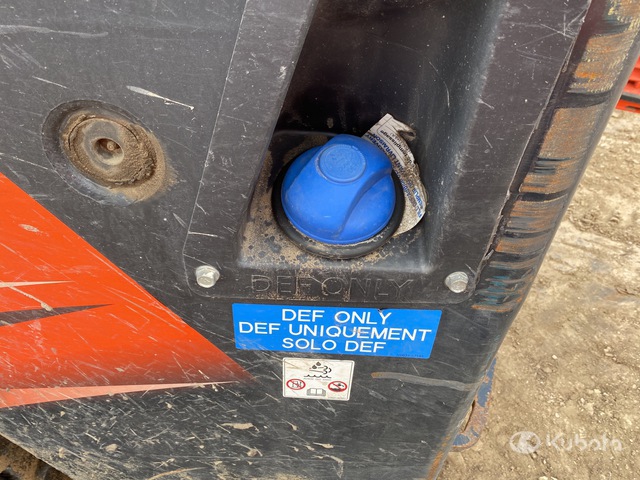 DEF ONLY
DEF ONLY
DEF UNIQUEMENT
SOLO DEF
Kubota